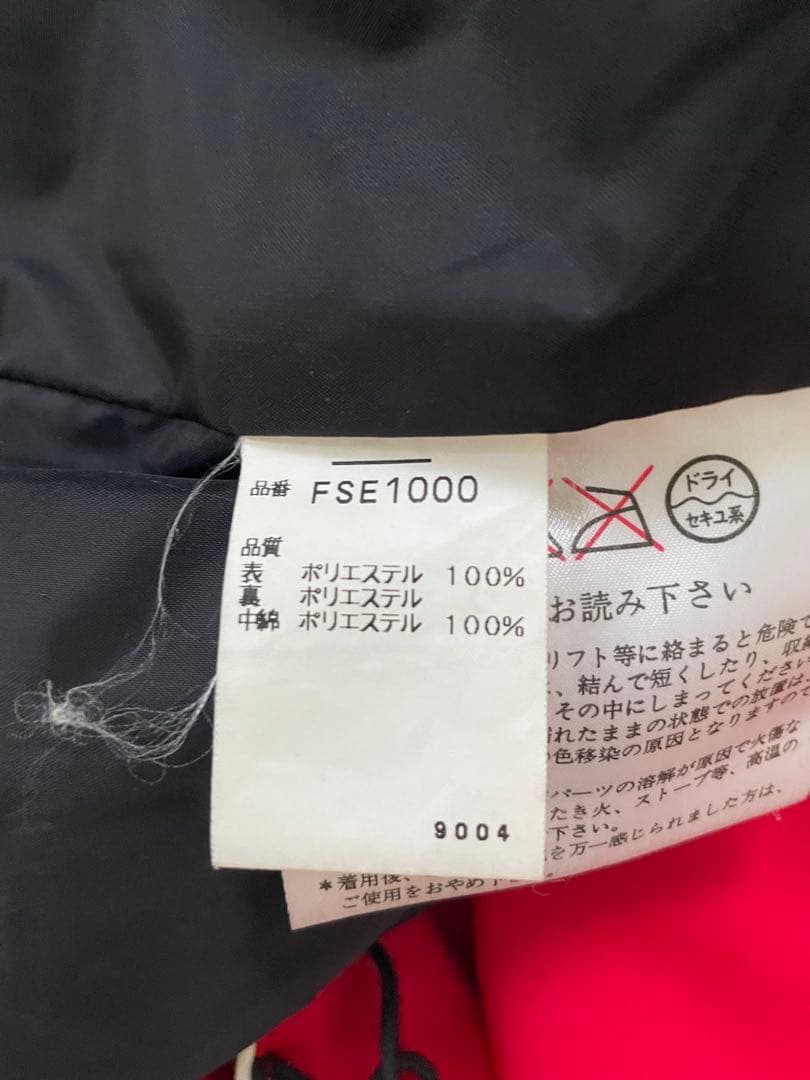 品番 FSE1000
品質
表 ポリエステル 100%
裏 ポリエステル
中綿 ポリエステル 100%
9004
ドライ
セキユ系
お読み下さい
リフト等に絡まると危険で
、結んで短くしたり、収納
その中にしまってください
れたままの状態での放置は、
色移染の原因となりますので
パーツの溶解が原因で火傷な
たき火、ストーブ等、高温の
下さい。
を万一感じられました方は、
*着用後、
ご使用をおやめ下